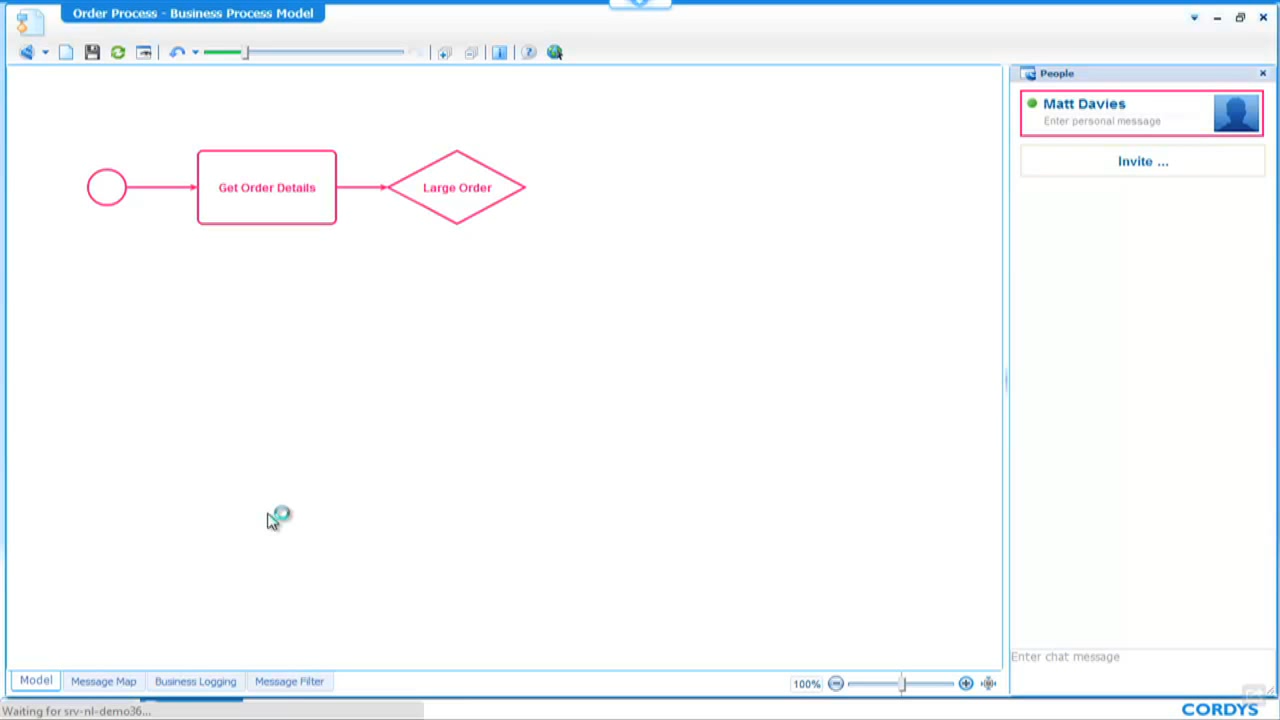 Order Process - Business Process Model
People
Matt Davies
Enter personal message
Invite ...
Get Order Details
Large Order
Enter chat message
Model
Message Map
Business Logging
Message Filter
100%
Waiting for srv-nl-demo36...
CORDYS